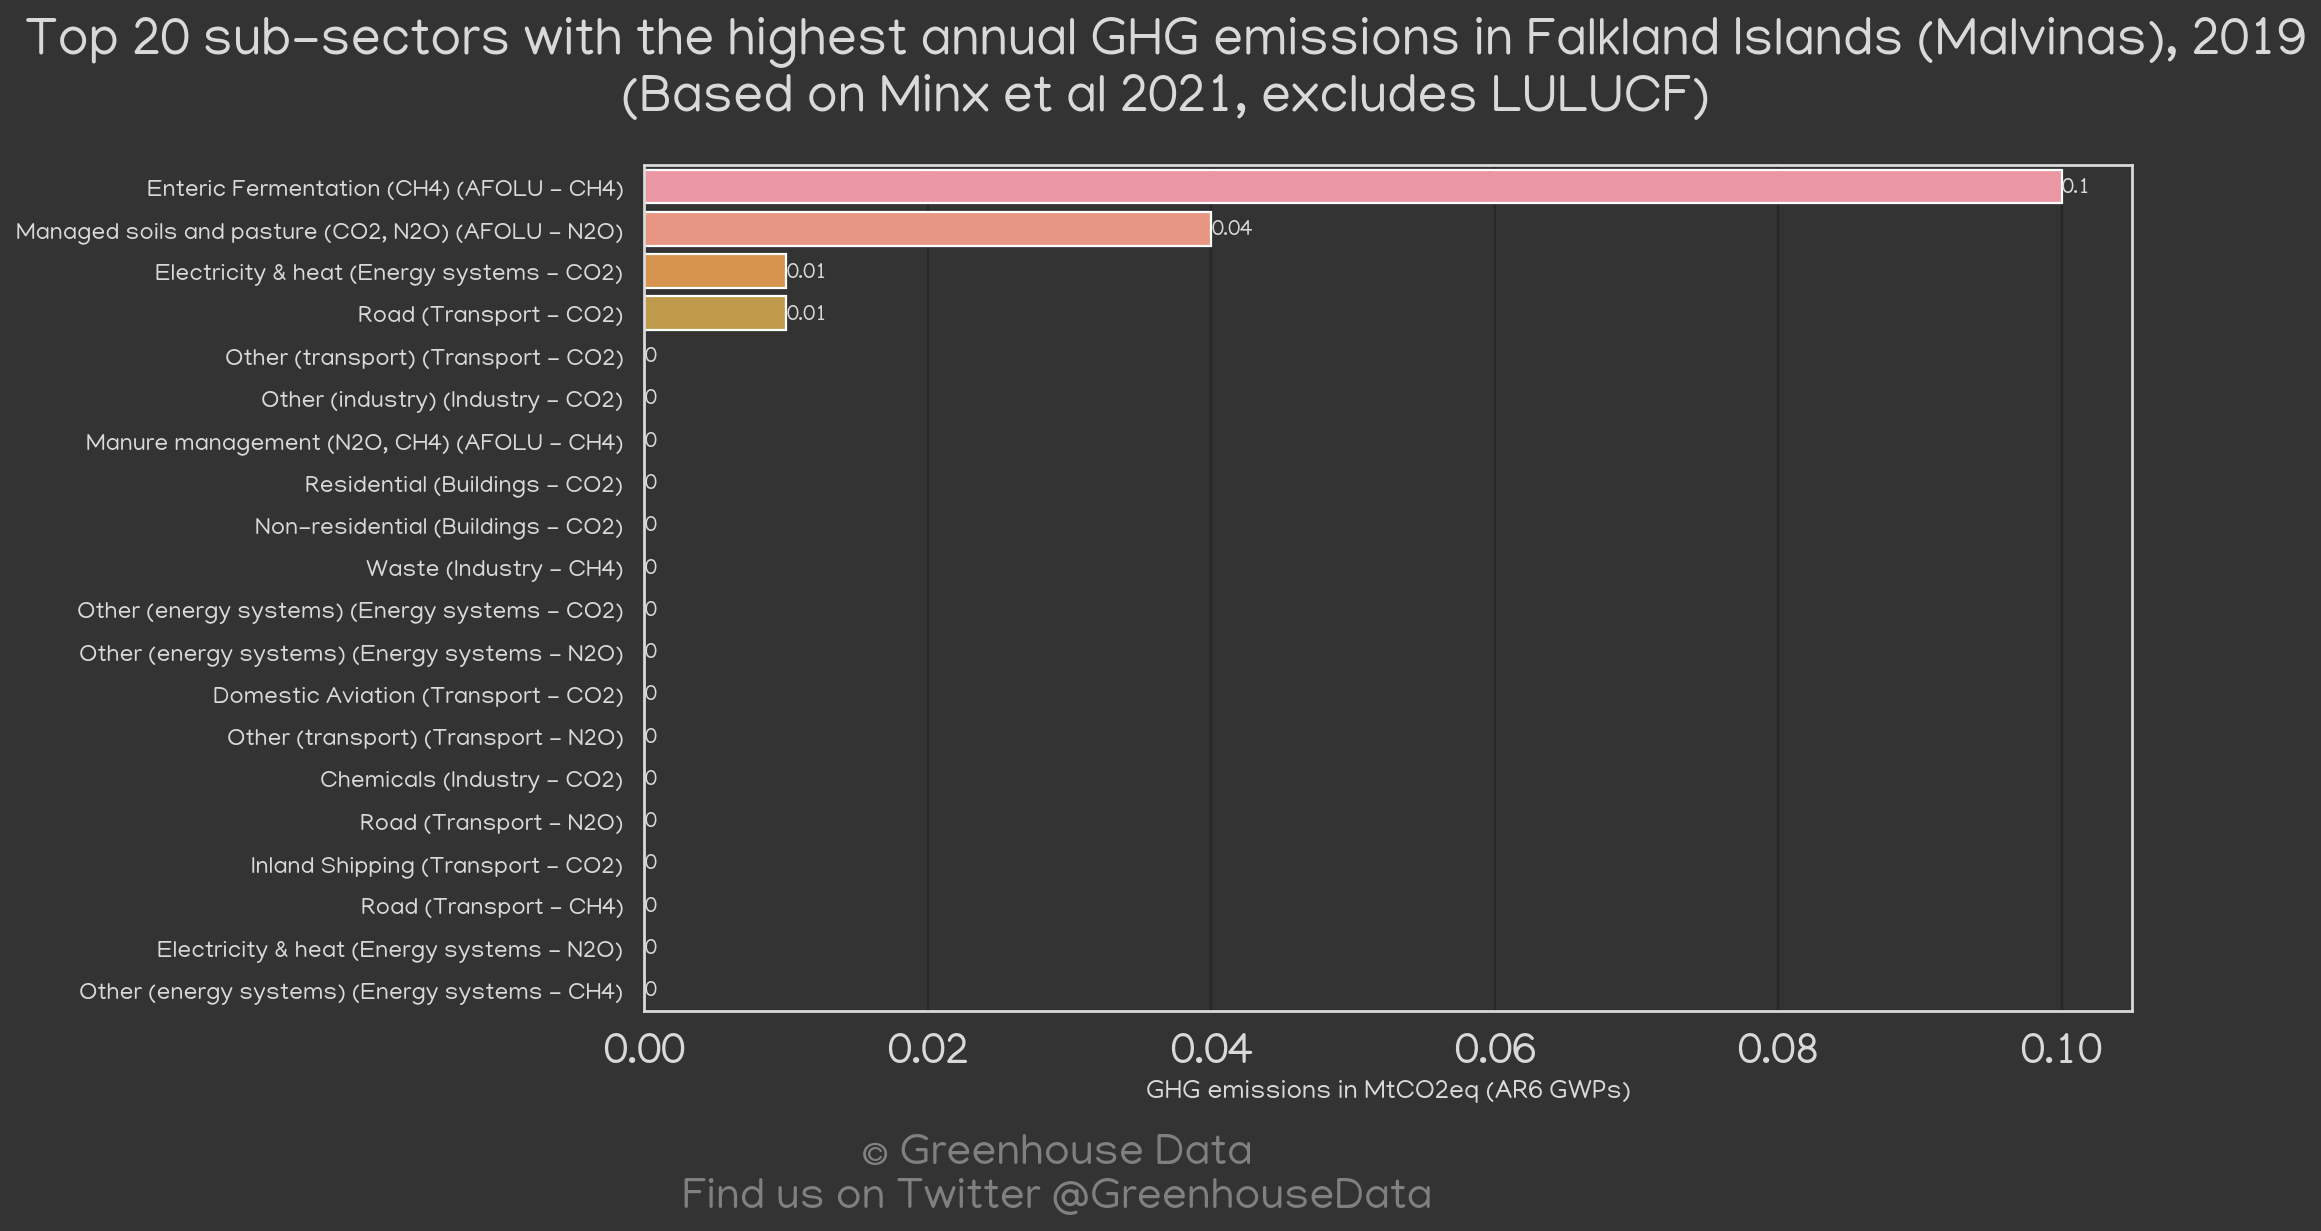 Top 20 sub-sectors with the highest annual GHG emissions in Falkland Islands (Malvinas), 2019
(Based on Minx et al 2021, excludes LULUCF)
Enteric Fermentation (CH4) (AFOLU - CH4) 0.1
Managed soils and pasture (CO2, N2O) (AFOLU - N2O) 0.04
Electricity & heat (Energy systems - CO2) 0.01
Road (Transport - CO2) 0.01
Other (transport) (Transport - CO2) 0
Other (industry) (Industry - CO2) 0
Manure management (N2O, CH4) (AFOLU - CH4) 0
Residential (Buildings - CO2) 0
Non-residential (Buildings - CO2) 0
Waste (Industry - CH4) 0
Other (energy systems) (Energy systems - CO2) 0
Other (energy systems) (Energy systems - N2O) 0
Domestic Aviation (Transport - CO2) 0
Other (transport) (Transport - N2O) 0
Chemicals (Industry - CO2) 0
Road (Transport - N2O) 0
Inland Shipping (Transport - CO2) 0
Road (Transport - CH4) 0
Electricity & heat (Energy systems - N2O) 0
Other (energy systems) (Energy systems - CH4) 0
0.00 0.02 0.04 0.06 0.08 0.10
GHG emissions in MtCO2eq (AR6 GWPs)
© Greenhouse Data
Find us on Twitter @GreenhouseData